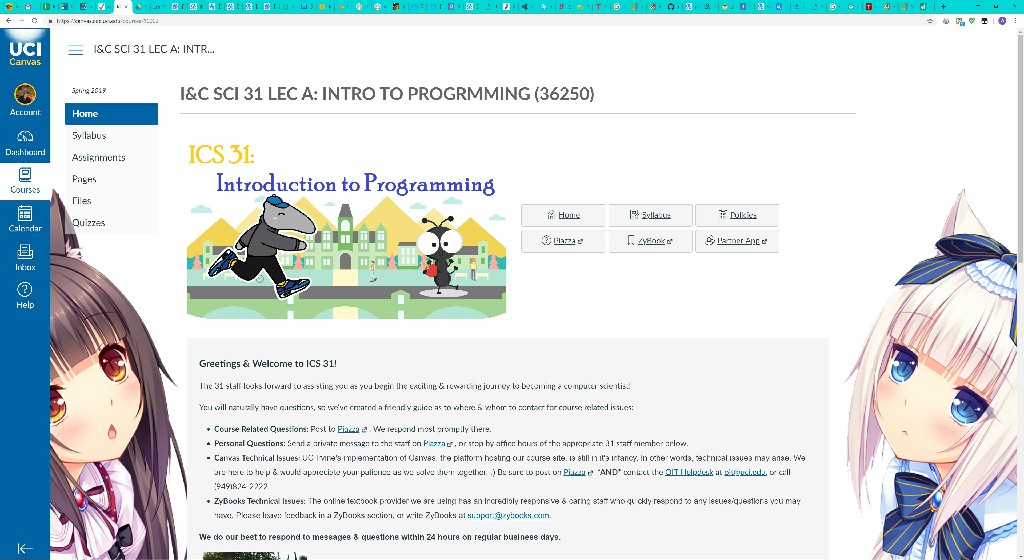 UCI
Canvas
Account
Dashboard
Courses
Calendar
Inbox
Help
I&C SCI 31 LEC A: INTR...
Spring 2019
Home
Syllabus
Assignments
Pages
Files
Quizzes
I&C SCI 31 LEC A: INTRO TO PROGRMMING (36250)
ICS 31:
Introduction to Programming
Home
Syllabus
Policies
Piazza
ZyBook
Partner App
Greetings & Welcome to ICS 31!
The 31 staff looks forward to assisting you as you begin the exciting & rewarding journey to becoming a computer scientist!
You will naturally have questions, so we've created a friendly guide as to where & whom to contact for course related issues:
Course Related Questions: Post to Piazza . We respond most promptly there.
Personal Questions: Send a private message to the staff on Piazza , or stop by office hours of the appropriate 31 staff member below.
Canvas Technical Issues: UC Irvine's implementation of Canvas, the platform hosting our course site, is still in it's infancy. In other words, technical issues may arise. We
are here to help & would appreciate your patience as we solve them together. :) Be sure to post on Piazza *AND* contact the OIT Helpdesk at oit@uci.edu, or call
(949)824-2222
ZyBooks Technical Issues: The online textbook provider we are using has an incredibly responsive & caring staff who quickly respond to any issues/questions you may
have. Please leave feedback in a ZyBooks section, or write ZyBooks at support@zybooks.com.
We do our best to respond to messages & questions within 24 hours on regular business days.